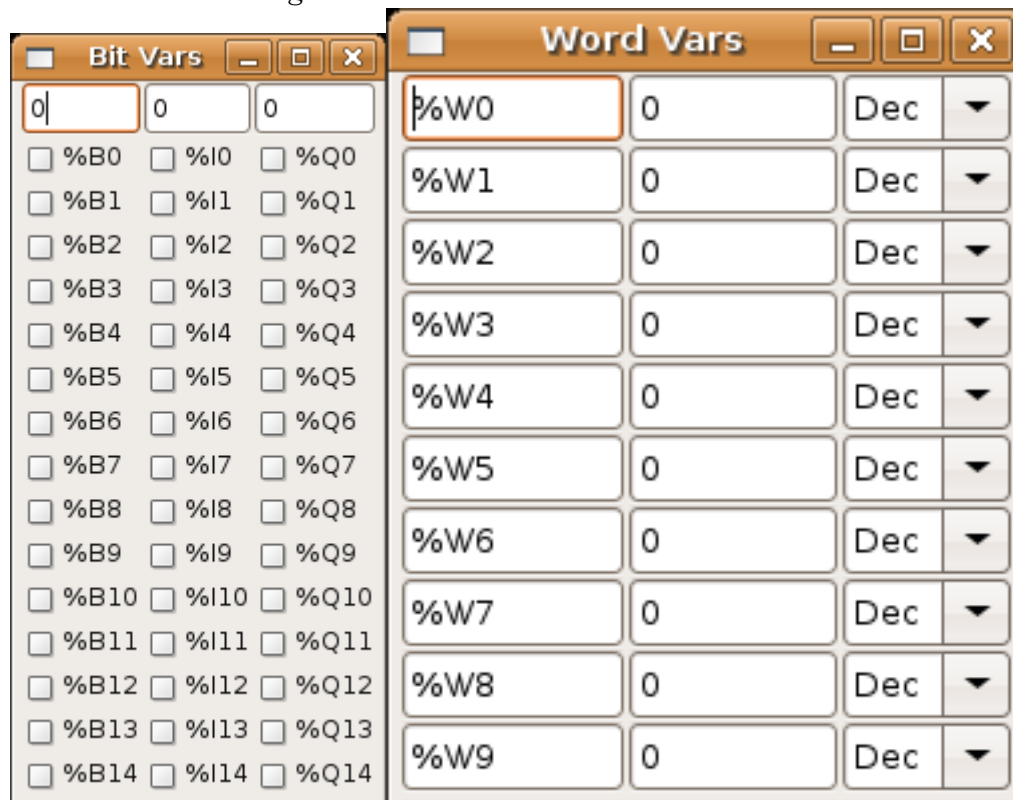 Bit Vars
0 0 0
%B0 %I0 %Q0
%B1 %I1 %Q1
%B2 %I2 %Q2
%B3 %I3 %Q3
%B4 %I4 %Q4
%B5 %I5 %Q5
%B6 %I6 %Q6
%B7 %I7 %Q7
%B8 %I8 %Q8
%B9 %I9 %Q9
%B10 %I10 %Q10
%B11 %I11 %Q11
%B12 %I12 %Q12
%B13 %I13 %Q13
%B14 %I14 %Q14
Word Vars
%W0 0 Dec
%W1 0 Dec
%W2 0 Dec
%W3 0 Dec
%W4 0 Dec
%W5 0 Dec
%W6 0 Dec
%W7 0 Dec
%W8 0 Dec
%W9 0 Dec